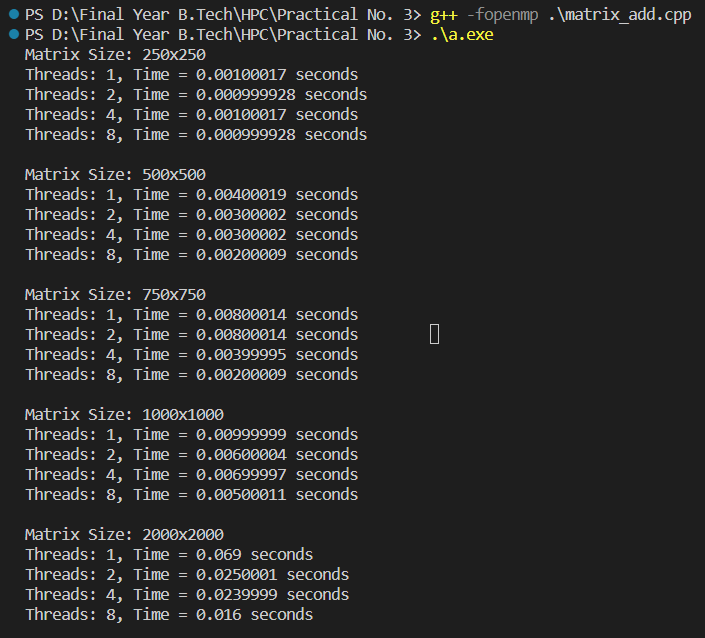 PS D:\Final Year B.Tech\HPC\Practical No. 3> g++ -fopenmp .\matrix_add.cpp
PS D:\Final Year B.Tech\HPC\Practical No. 3> .\a.exe
Matrix Size: 250x250
Threads: 1, Time = 0.00100017 seconds
Threads: 2, Time = 0.000999928 seconds
Threads: 4, Time = 0.00100017 seconds
Threads: 8, Time = 0.000999928 seconds
Matrix Size: 500x500
Threads: 1, Time = 0.00400019 seconds
Threads: 2, Time = 0.00300002 seconds
Threads: 4, Time = 0.00300002 seconds
Threads: 8, Time = 0.00200009 seconds
Matrix Size: 750x750
Threads: 1, Time = 0.00800014 seconds
Threads: 2, Time = 0.00800014 seconds
Threads: 4, Time = 0.00399995 seconds
Threads: 8, Time = 0.00200009 seconds
Matrix Size: 1000x1000
Threads: 1, Time = 0.00999999 seconds
Threads: 2, Time = 0.00600004 seconds
Threads: 4, Time = 0.00699997 seconds
Threads: 8, Time = 0.00500011 seconds
Matrix Size: 2000x2000
Threads: 1, Time = 0.069 seconds
Threads: 2, Time = 0.0250001 seconds
Threads: 4, Time = 0.0239999 seconds
Threads: 8, Time = 0.016 seconds